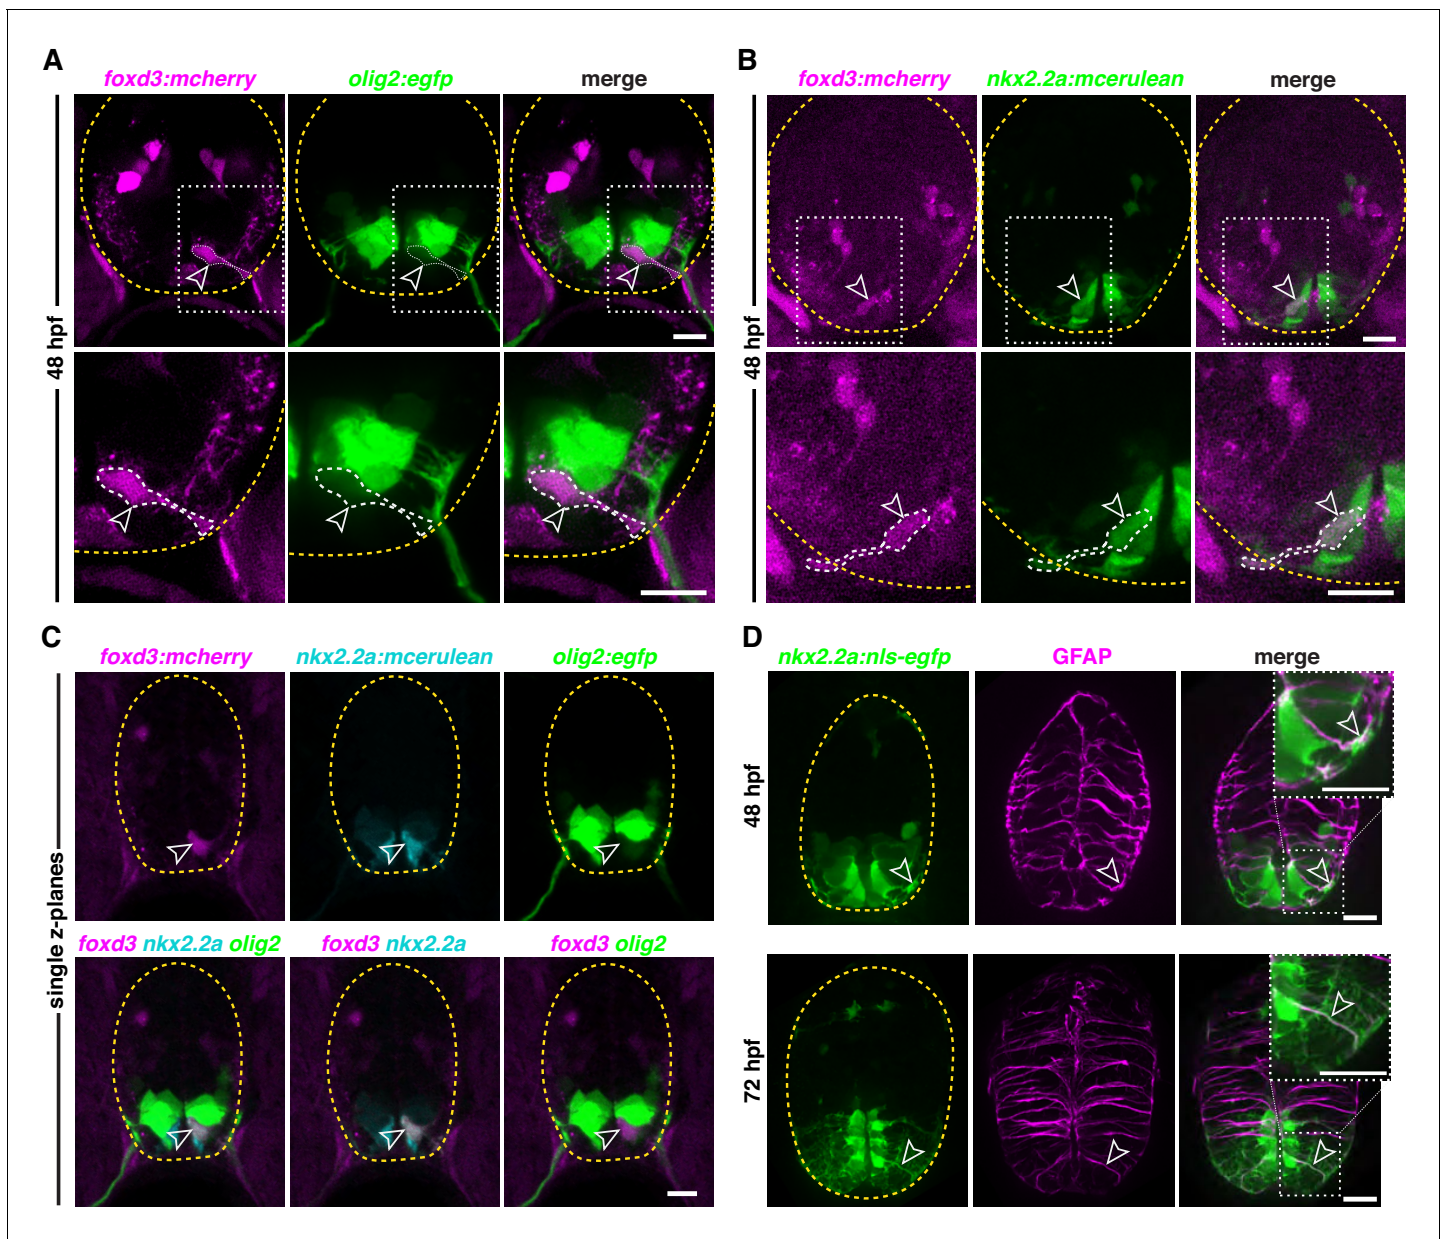 A
foxd3:mcherry olig2:egfp merge
48 hpf
B
foxd3:mcherry nkx2.2a:mcerulean merge
48 hpf
C
foxd3:mcherry nkx2.2a:mcerulean olig2:egfp
single z-planes
foxd3 nkx2.2a olig2 foxd3 nkx2.2a foxd3 olig2
D
nkx2.2a:nls-egfp GFAP merge
48 hpf
72 hpf